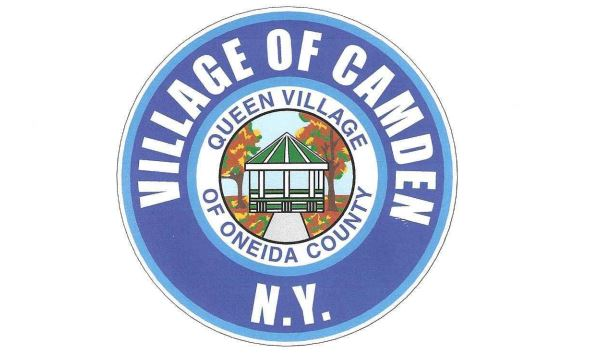 VILLAGE OF CAMDEN
QUEEN VILLAGE
OF ONEIDA COUNTY
N.Y.